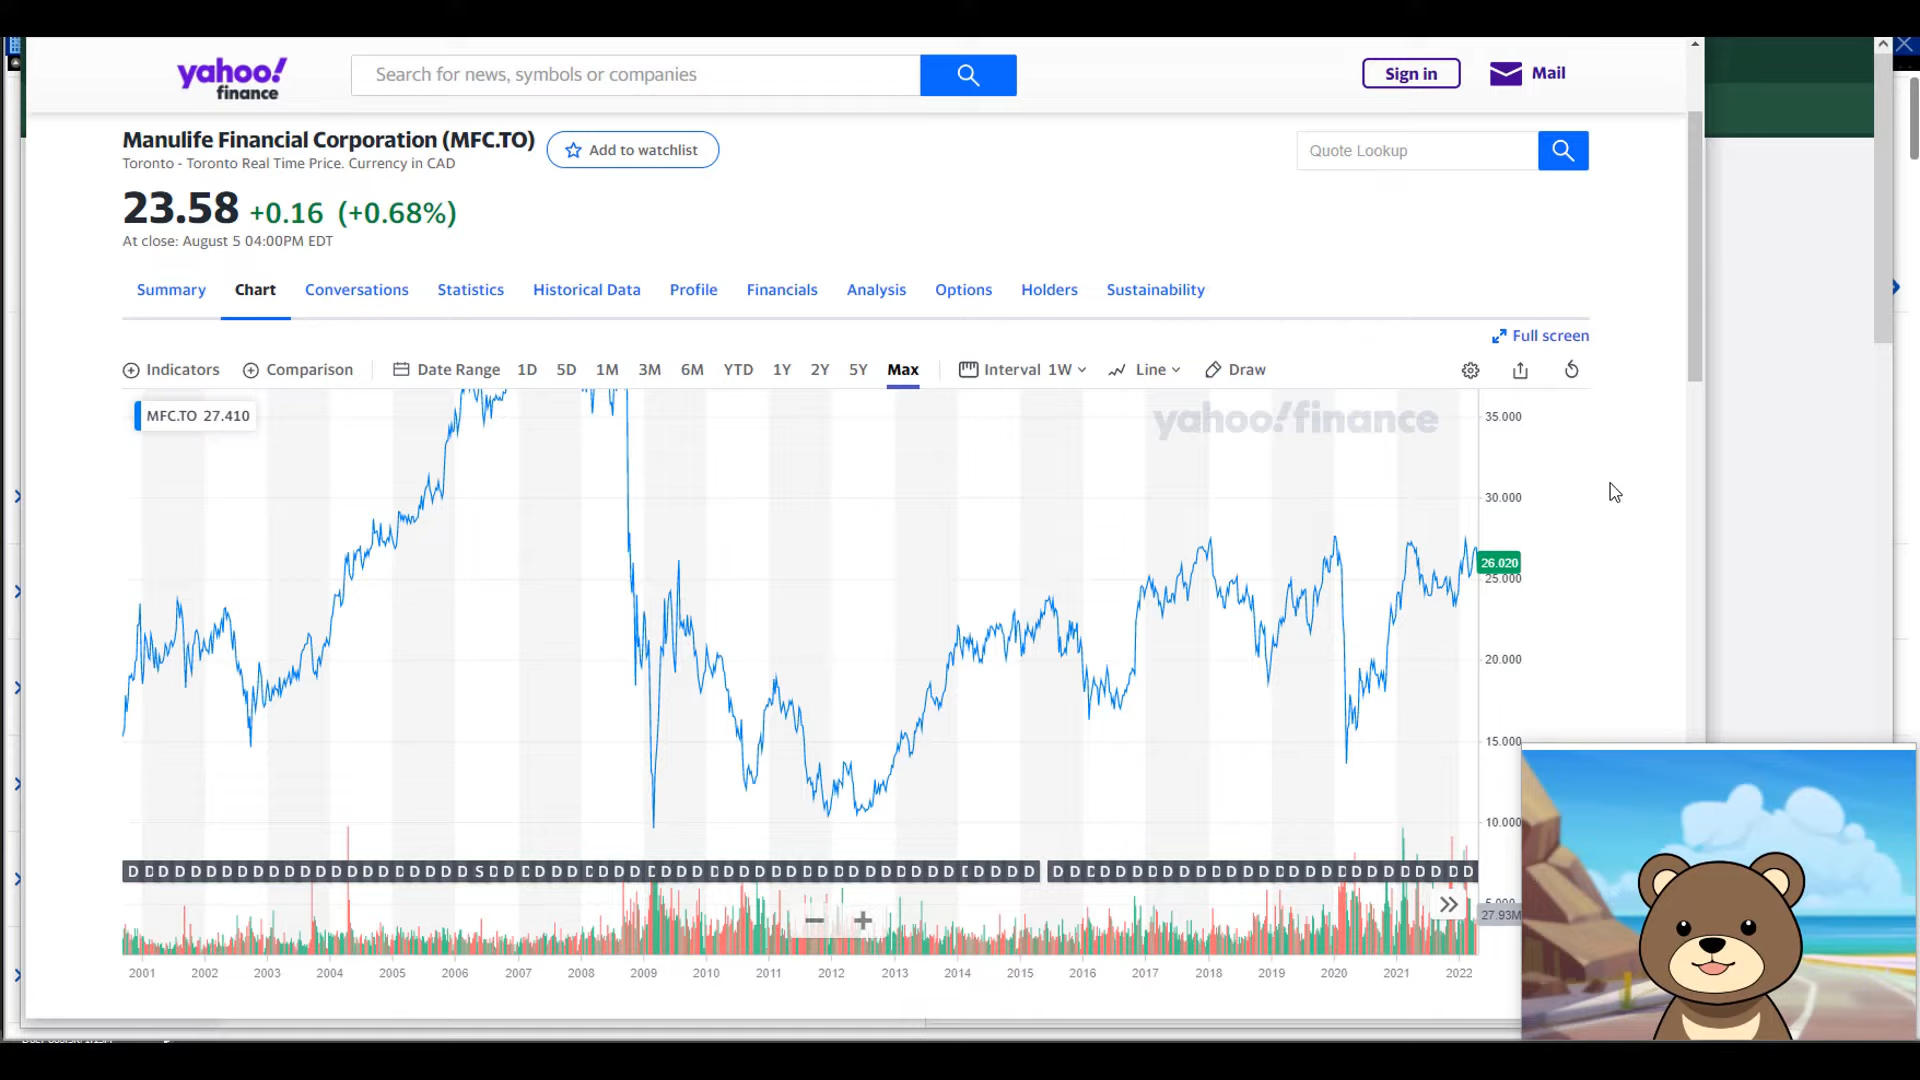 yahoo!
finance
Search for news, symbols or companies
Sign in
Mail
Manulife Financial Corporation (MFC.TO)
Add to watchlist
Toronto - Toronto Real Time Price. Currency in CAD
Quote Lookup
23.58 +0.16 (+0.68%)
At close: August 5 04:00PM EDT
Summary Chart Conversations Statistics Historical Data Profile Financials Analysis Options Holders Sustainability
Full screen
Indicators Comparison Date Range 1D 5D 1M 3M 6M YTD 1Y 2Y 5Y Max Interval 1W Line Draw
MFC.TO 27.410
yahoo!finance
35.000
30.000
26.020
25.000
20.000
15.000
10.000
D D D D D D D D D D D D D D D D D D D D D D S D D D D D D D D D D D D D D D D D D D D D D D D D D D D D D D D D D D D D D D D D D D D D D D D D D D D D D D D D D D D
27.93M
2001 2002 2003 2004 2005 2006 2007 2008 2009 2010 2011 2012 2013 2014 2015 2016 2017 2018 2019 2020 2021 2022